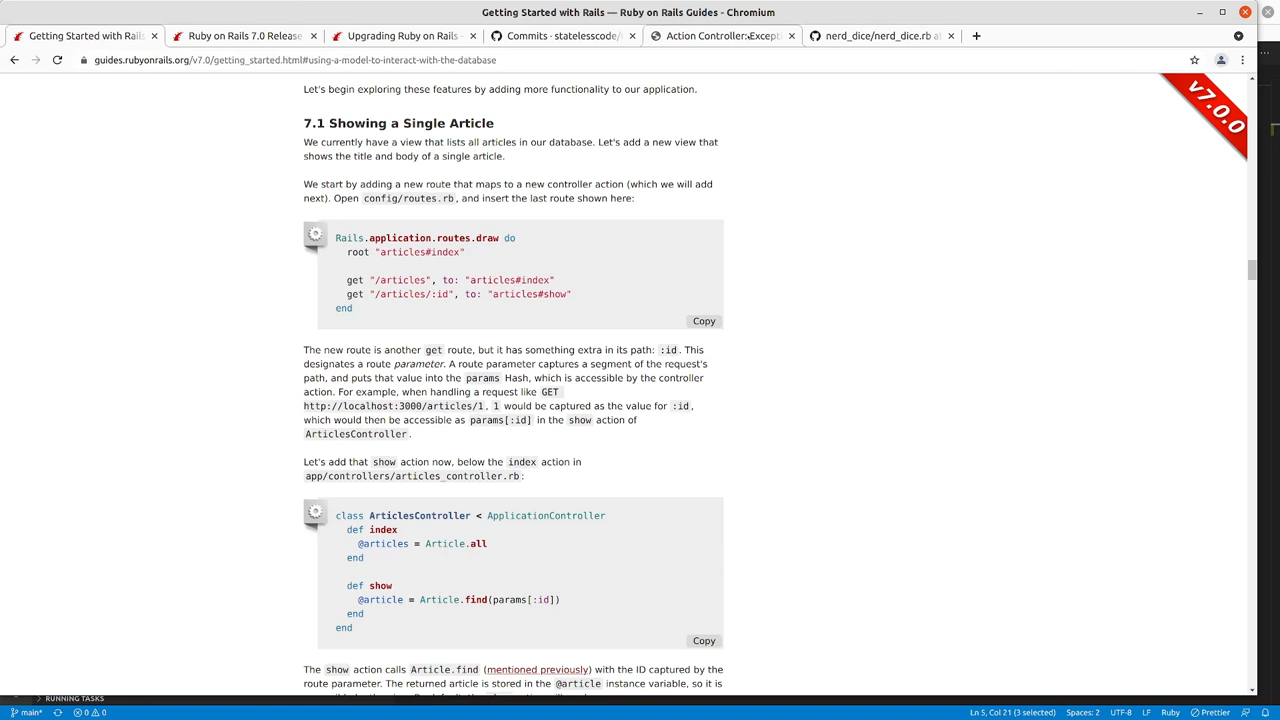 Getting Started with Rails — Ruby on Rails Guides - Chromium
Getting Started with Rails
Ruby on Rails 7.0 Release
Upgrading Ruby on Rails
Commits · statelesscode/
Action Controller: Excepti
nerd_dice/nerd_dice.rb at
guides.rubyonrails.org/v7.0/getting_started.html#using-a-model-to-interact-with-the-database
v7.0.0
Let's begin exploring these features by adding more functionality to our application.
7.1 Showing a Single Article
We currently have a view that lists all articles in our database. Let's add a new view that
shows the title and body of a single article.
We start by adding a new route that maps to a new controller action (which we will add
next). Open config/routes.rb, and insert the last route shown here:
Rails.application.routes.draw do
root "articles#index"
get "/articles", to: "articles#index"
get "/articles/:id", to: "articles#show"
end
Copy
The new route is another get route, but it has something extra in its path: :id. This
designates a route parameter. A route parameter captures a segment of the request's
path, and puts that value into the params Hash, which is accessible by the controller
action. For example, when handling a request like GET
http://localhost:3000/articles/1, 1 would be captured as the value for :id,
which would then be accessible as params[:id] in the show action of
ArticlesController.
Let's add that show action now, below the index action in
app/controllers/articles_controller.rb:
class ArticlesController < ApplicationController
def index
@articles = Article.all
end
def show
@article = Article.find(params[:id])
end
end
Copy
The show action calls Article.find (mentioned previously) with the ID captured by the
route parameter. The returned article is stored in the @article instance variable, so it is
RUNNING TASKS
main*
0
0
Ln 5, Col 21 (3 selected)
Spaces: 2
UTF-8
LF
Ruby
Prettier